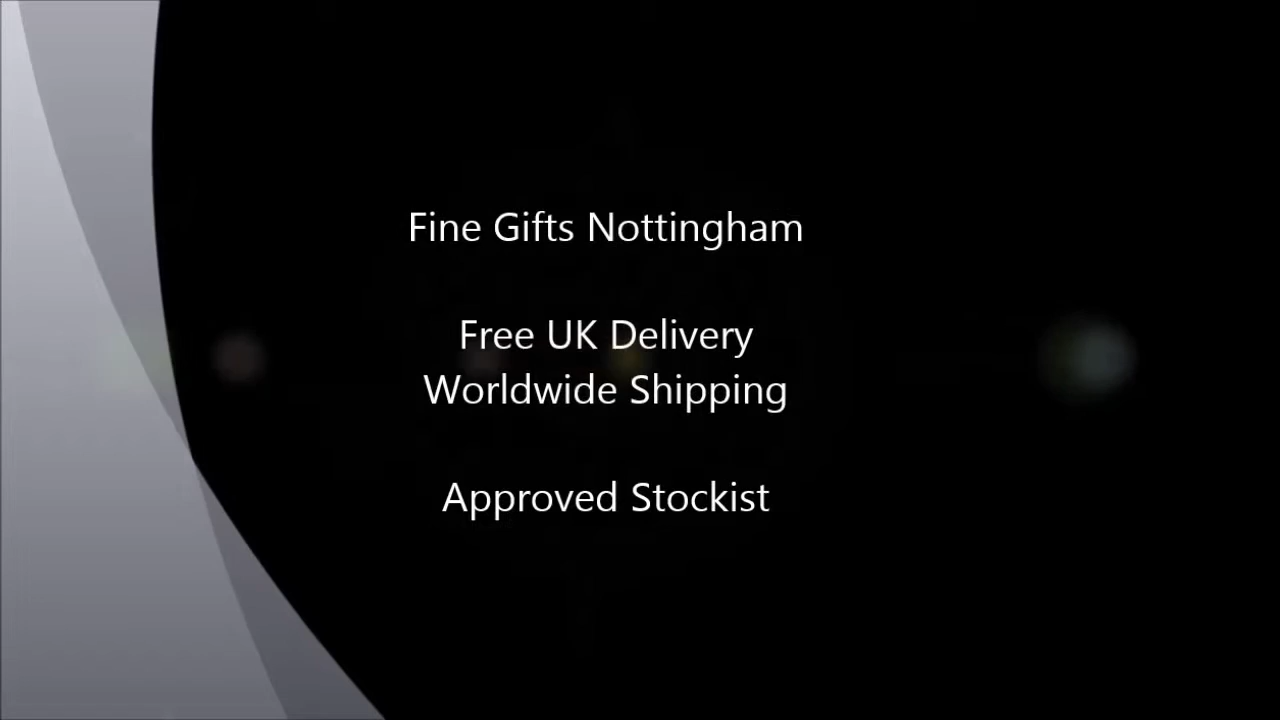 Fine Gifts Nottingham
Free UK Delivery
Worldwide Shipping
Approved Stockist